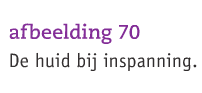 afbeelding 70
De huid bij inspanning.